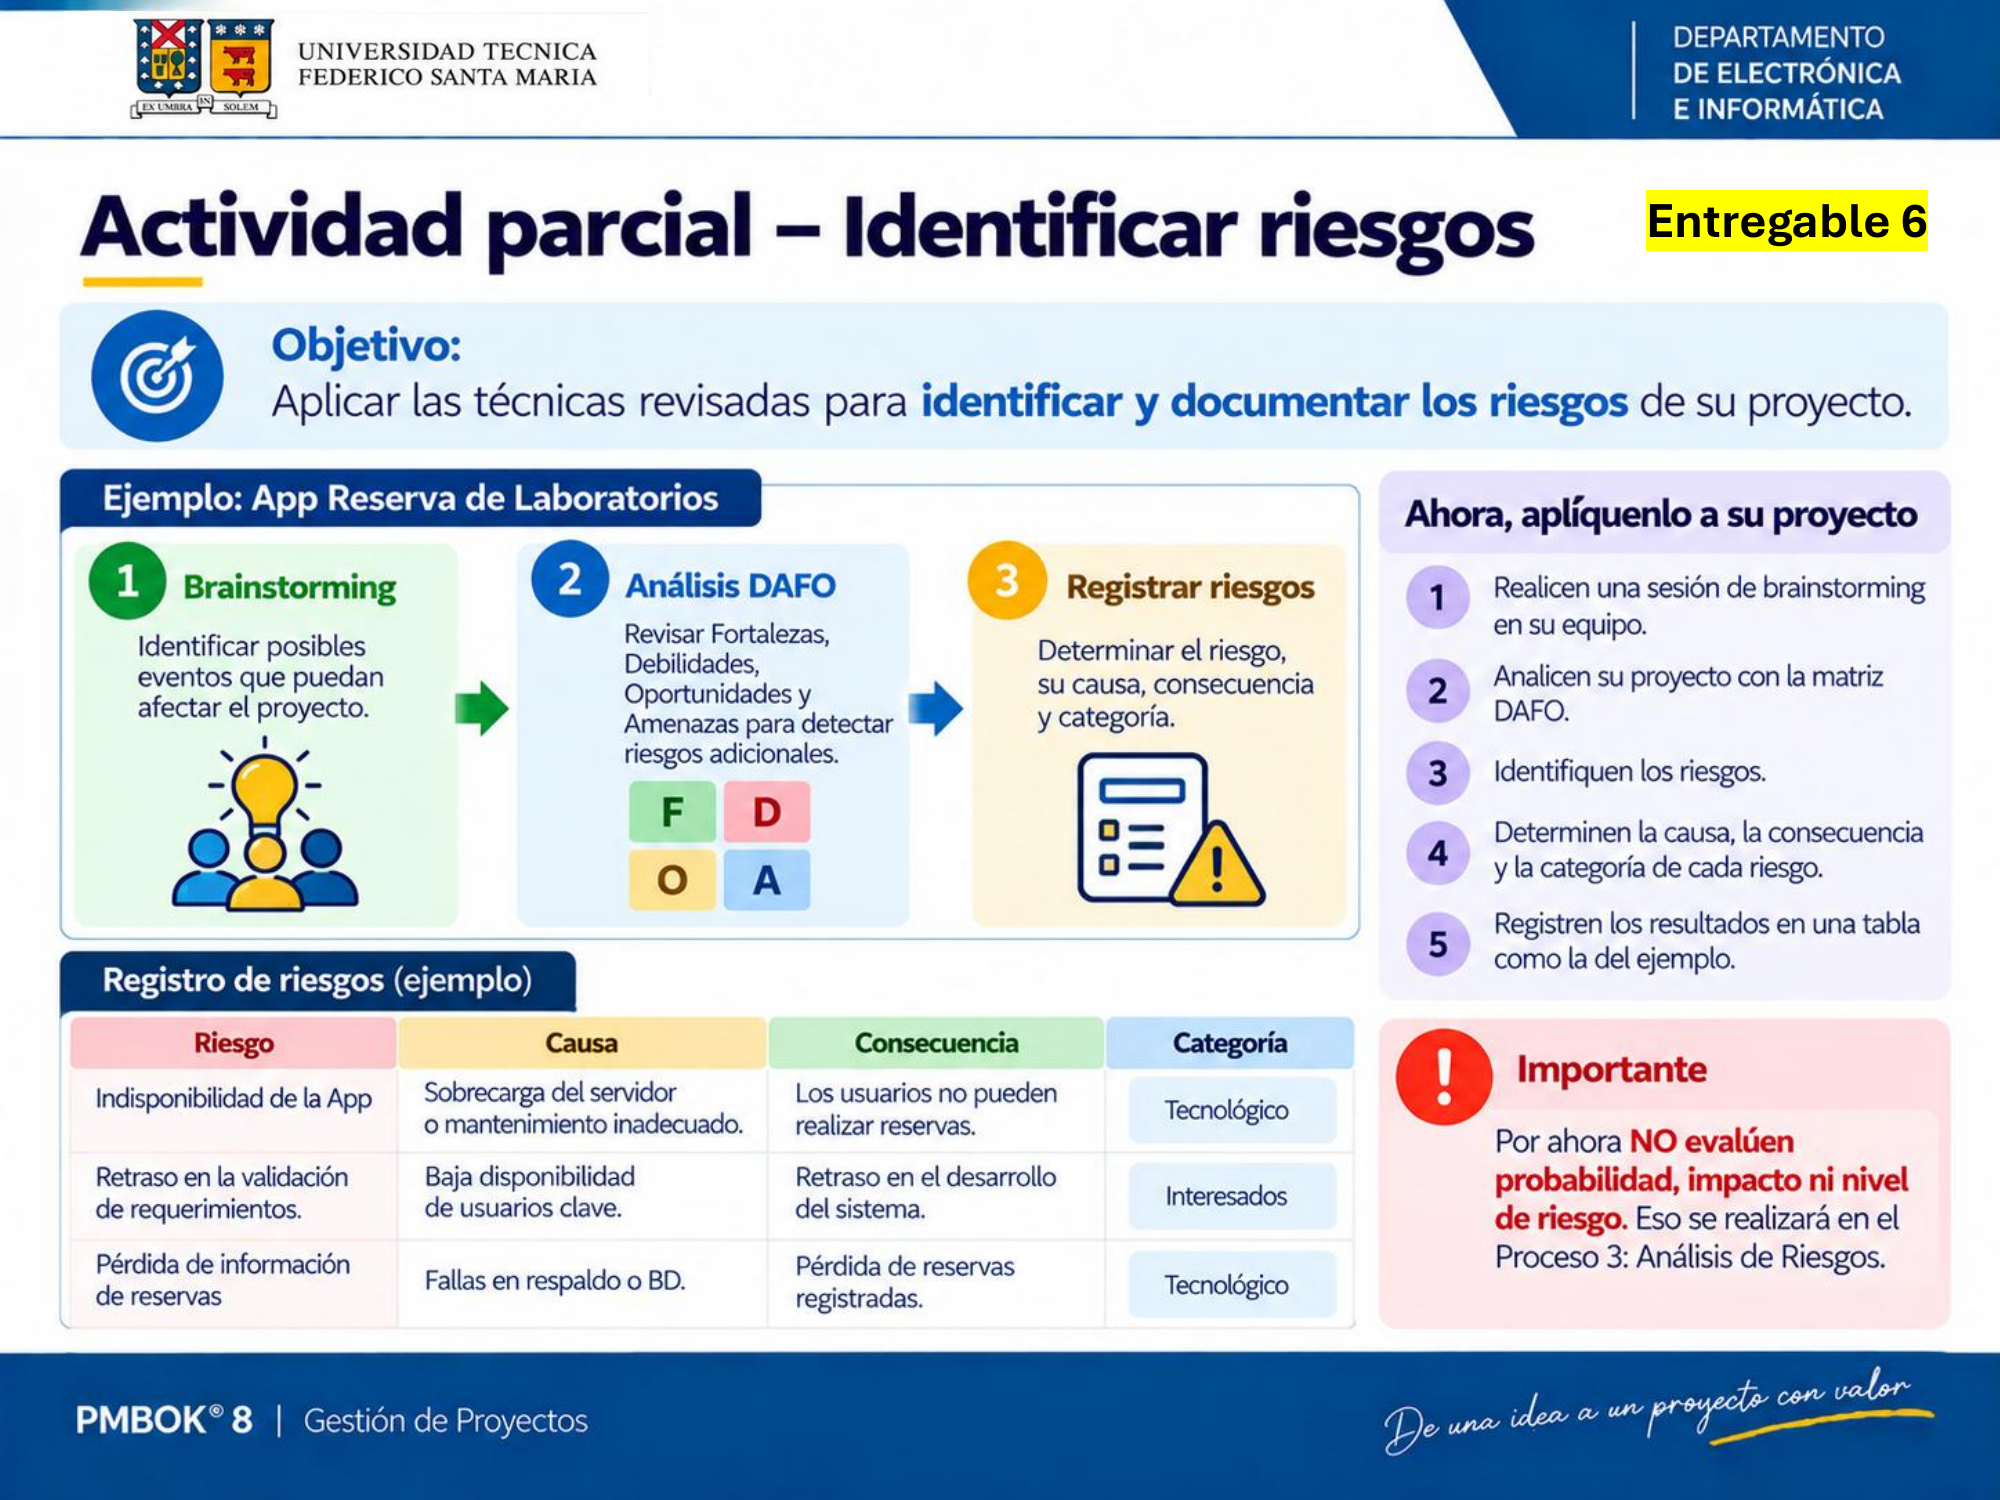 UNIVERSIDAD TECNICA
FEDERICO SANTA MARIA
EX UMBRA IN SOLEM
DEPARTAMENTO
DE ELECTRÓNICA
E INFORMÁTICA
Actividad parcial – Identificar riesgos
Entregable 6
Objetivo:
Aplicar las técnicas revisadas para identificar y documentar los riesgos de su proyecto.
Ejemplo: App Reserva de Laboratorios
1 Brainstorming
Identificar posibles
eventos que puedan
afectar el proyecto.
2 Análisis DAFO
Revisar Fortalezas,
Debilidades,
Oportunidades y
Amenazas para detectar
riesgos adicionales.
F D
O A
3 Registrar riesgos
Determinar el riesgo,
su causa, consecuencia
y categoría.
Ahora, aplíquenlo a su proyecto
1 Realicen una sesión de brainstorming
en su equipo.
2 Analicen su proyecto con la matriz
DAFO.
3 Identifiquen los riesgos.
4 Determinen la causa, la consecuencia
y la categoría de cada riesgo.
5 Registren los resultados en una tabla
como la del ejemplo.
Registro de riesgos (ejemplo)
Riesgo Causa Consecuencia Categoría
Indisponibilidad de la App
Sobrecarga del servidor
o mantenimiento inadecuado.
Los usuarios no pueden
realizar reservas.
Tecnológico
Retraso en la validación
de requerimientos.
Baja disponibilidad
de usuarios clave.
Retraso en el desarrollo
del sistema.
Interesados
Pérdida de información
de reservas
Fallas en respaldo o BD.
Pérdida de reservas
registradas.
Tecnológico
Importante
Por ahora NO evalúen
probabilidad, impacto ni nivel
de riesgo. Eso se realizará en el
Proceso 3: Análisis de Riesgos.
PMBOK® 8 | Gestión de Proyectos
De una idea a un proyecto con valor